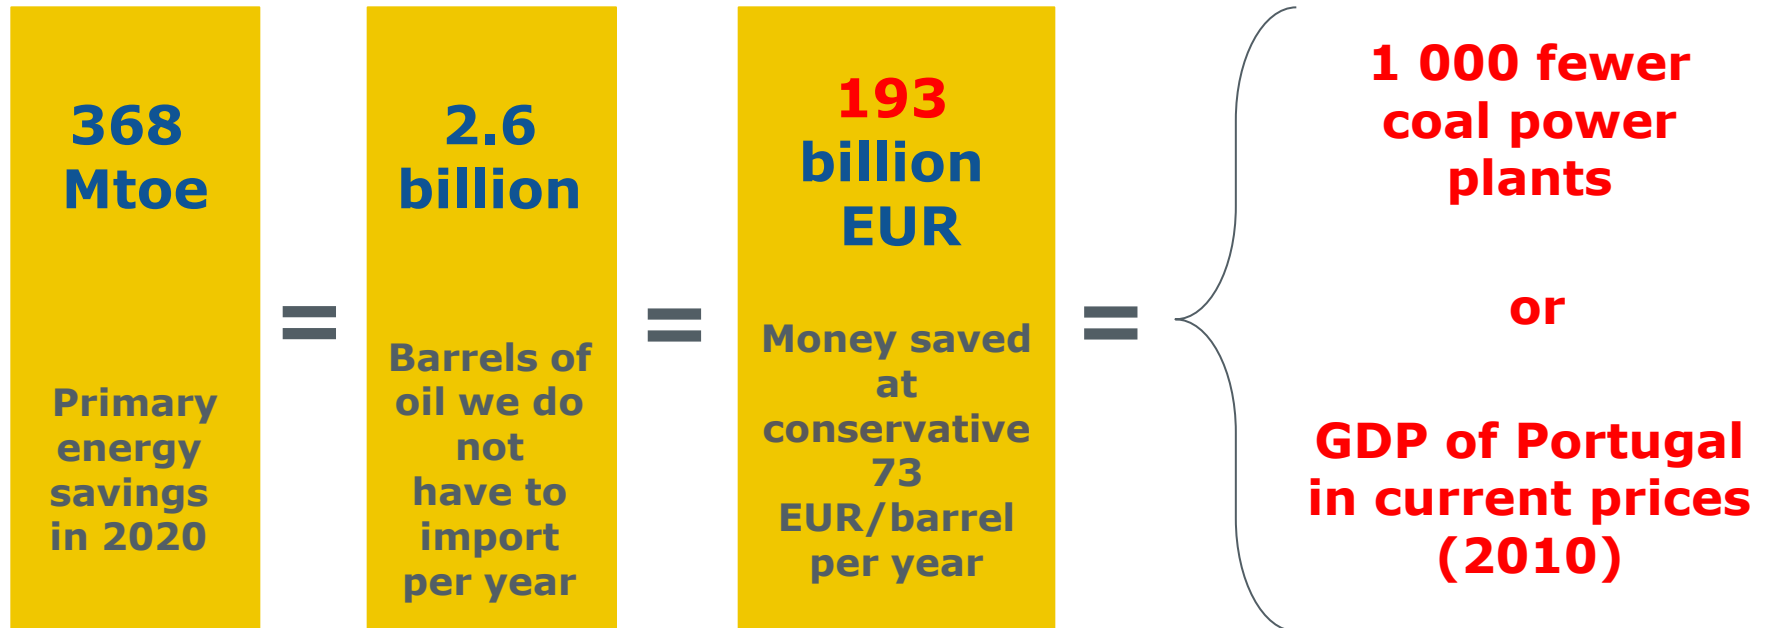 368
Mtoe
Primary
energy
savings
in 2020
=
2.6
billion
Barrels of
oil we do
not
have to
import
per year
=
193
billion
EUR
Money saved
at
conservative
73
EUR/barrel
per year
=
1 000 fewer
coal power
plants
or
GDP of Portugal
in current prices
(2010)